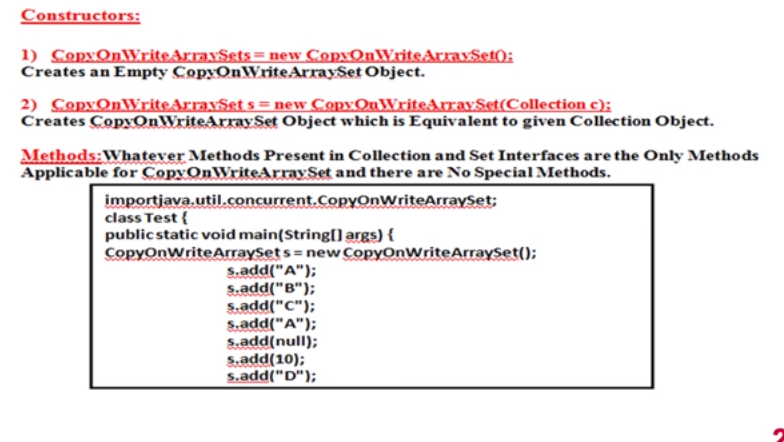 Constructors:
1) CopyOnWriteArraySets = new CopyOnWriteArraySet();
Creates an Empty CopyOnWriteArraySet Object.
2) CopyOnWriteArraySet s = new CopyOnWriteArraySet(Collection c);
Creates CopyOnWriteArraySet Object which is Equivalent to given Collection Object.
Methods:Whatever Methods Present in Collection and Set Interfaces are the Only Methods
Applicable for CopyOnWriteArraySet and there are No Special Methods.
importjava.util.concurrent.CopyOnWriteArraySet;
class Test {
public static void main(String[] args) {
CopyOnWriteArraySet s = new CopyOnWriteArraySet();
s.add("A");
s.add("B");
s.add("C");
s.add("A");
s.add(null);
s.add(10);
s.add("D");